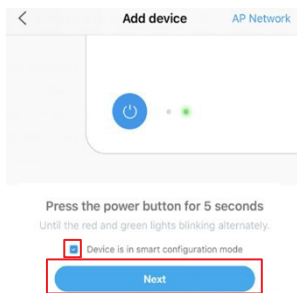 Add device
AP Network
Press the power button for 5 seconds
Until the red and green lights blinking alternately.
Device is in smart configuration mode
Next